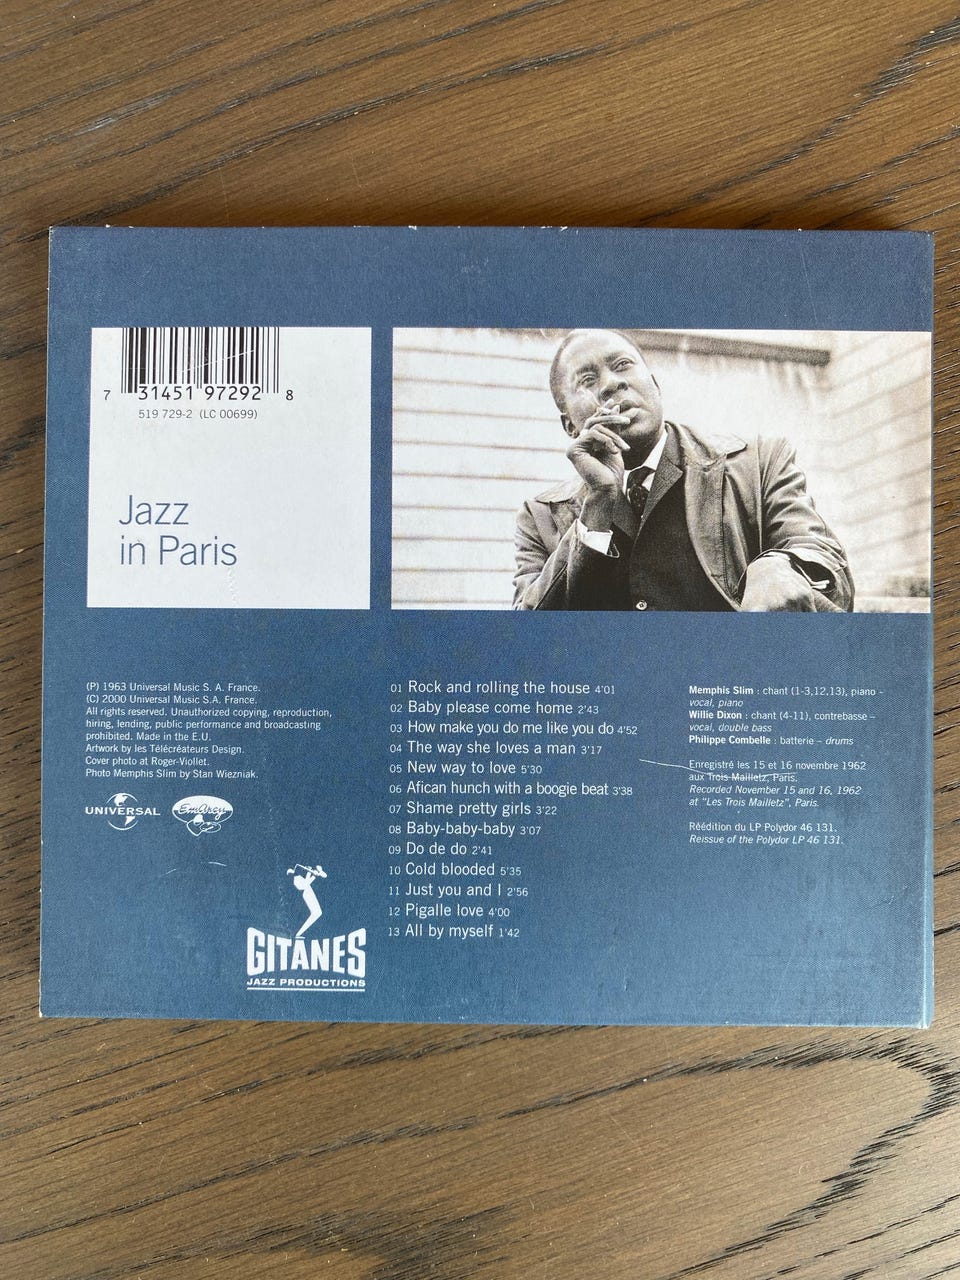 7 31451 97292 8
519 729-2 (LC 00699)
Jazz
in Paris
(P) 1963 Universal Music S. A. France.
(C) 2000 Universal Music S.A. France.
All rights reserved. Unauthorized copying, reproduction,
hiring, lending, public performance and broadcasting
prohibited. Made in the E.U.
Artwork by les Télécréateurs Design.
Cover photo at Roger-Viollet.
Photo Memphis Slim by Stan Wiezniak.
UNIVERSAL
EmArcy
GITANES
JAZZ PRODUCTIONS
01 Rock and rolling the house 4'01
02 Baby please come home 2'43
03 How make you do me like you do 4'52
04 The way she loves a man 3'17
05 New way to love 5'30
06 Afican hunch with a boogie beat 3'38
07 Shame pretty girls 3'22
08 Baby-baby-baby 3'07
09 Do de do 2'41
10 Cold blooded 5'35
11 Just you and I 2'56
12 Pigalle love 4'00
13 All by myself 1'42
Memphis Slim : chant (1-3,12,13), piano –
vocal, piano
Willie Dixon : chant (4-11), contrebasse –
vocal, double bass
Philippe Combelle : batterie – drums
Enregistré les 15 et 16 novembre 1962
aux Trois Mailletz, Paris.
Recorded November 15 and 16, 1962
at "Les Trois Mailletz", Paris.
Réédition du LP Polydor 46 131.
Reissue of the Polydor LP 46 131.